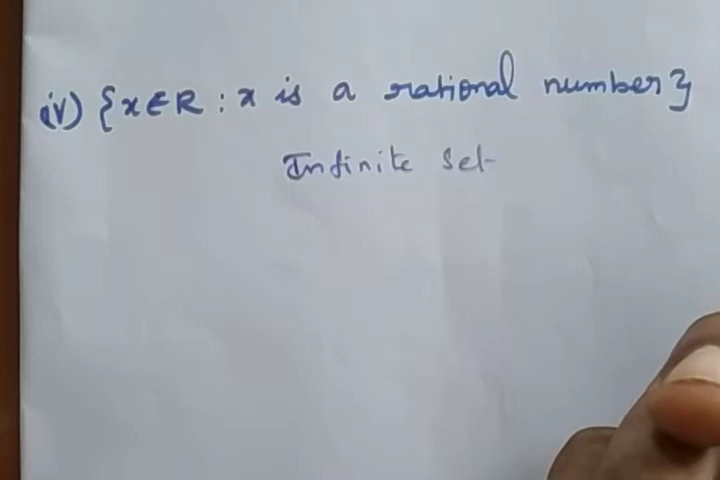 iv) {x∈R : x is a rational number}
Infinite set